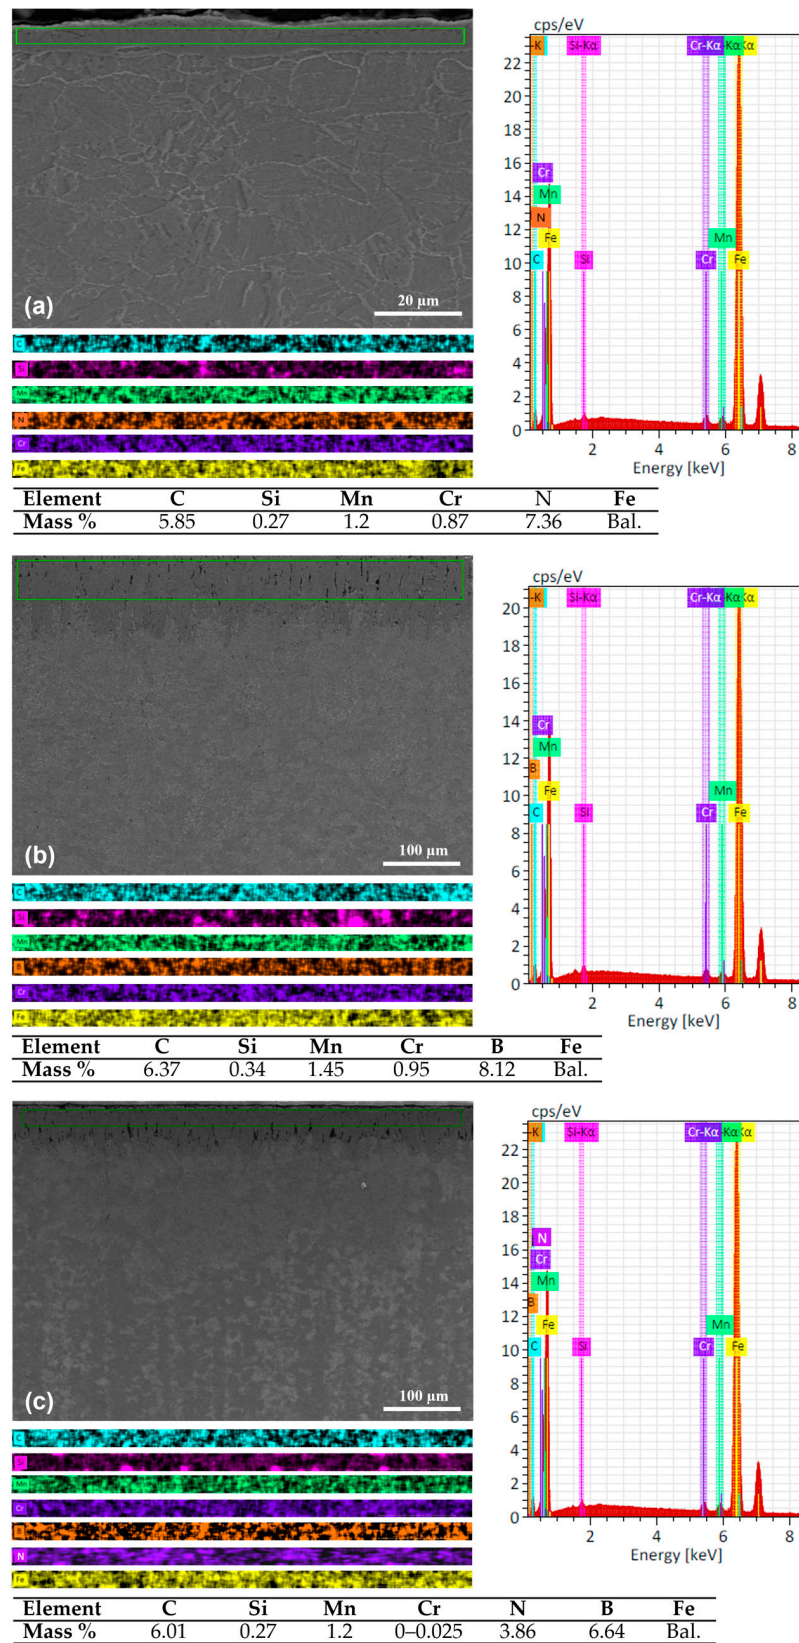 cps/eV
-K Si-Kα Cr-Kα -Kα Kα
22
20
18
16
14
12
10
8
6
4
2
0
Cr
Mn
N
Fe
C Si Cr Mn Fe
2 4 6 8
Energy [keV]
(a) 20 µm
C
Si
Mn
N
Cr
Fe
Element C Si Mn Cr N Fe
Mass % 5.85 0.27 1.2 0.87 7.36 Bal.
cps/eV
-K Si-Kα Cr-Kα -Kα Kα
20
18
16
14
12
10
8
6
4
2
0
Cr
Mn
B
Fe
Mn
C Si Cr Fe
2 4 6 8
Energy [keV]
(b) 100 µm
C
Si
Mn
B
Cr
Fe
Element C Si Mn Cr B Fe
Mass % 6.37 0.34 1.45 0.95 8.12 Bal.
cps/eV
-K Si-Kα Cr-Kα -Kα Kα
22
20
18
16
14
12
10
8
6
4
2
0
N
Cr
Mn
B
Fe Mn
C Si Cr Fe
2 4 6 8
Energy [keV]
(c) 100 µm
C
Si
Mn
Cr
B
N
Fe
Element C Si Mn Cr N B Fe
Mass % 6.01 0.27 1.2 0–0.025 3.86 6.64 Bal.